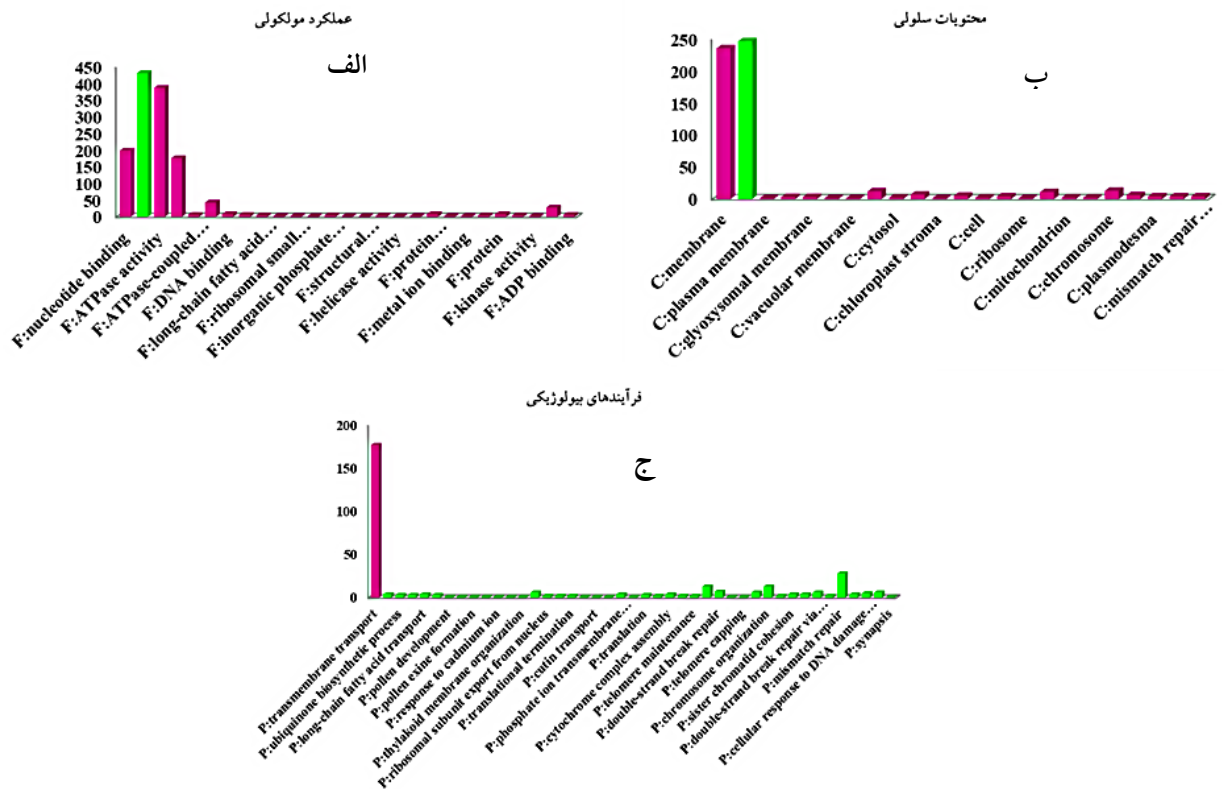 عملکرد مولکولی
الف
450
400
350
300
250
200
150
100
50
0
F:nucleotide binding
F:ATPase activity
F:ATPase-coupled...
F:DNA binding
F:long-chain fatty acid...
F:ribosomal small...
F:inorganic phosphate...
F:structural...
F:helicase activity
F:protein...
F:metal ion binding
F:protein
F:kinase activity
F:ADP binding
محتویات سلولی
ب
250
200
150
100
50
0
C:membrane
C:plasma membrane
C:glyoxysomal membrane
C:vacuolar membrane
C:cytosol
C:chloroplast stroma
C:cell
C:ribosome
C:mitochondrion
C:chromosome
C:plasmodesma
C:mismatch repair...
فرآیندهای بیولوژیکی
ج
200
150
100
50
0
P:transmembrane transport
P:ubiquinone biosynthetic process
P:long-chain fatty acid transport
P:pollen development
P:pollen exine formation
P:response to cadmium ion
P:thylakoid membrane organization
P:ribosomal subunit export from nucleus
P:translational termination
P:cutin transport
P:phosphate ion transmembrane...
P:translation
P:cytochrome complex assembly
P:telomere maintenance
P:double-strand break repair
P:telomere capping
P:chromosome organization
P:sister chromatid cohesion
P:double-strand break repair via...
P:mismatch repair
P:cellular response to DNA damage...
P:synapsis